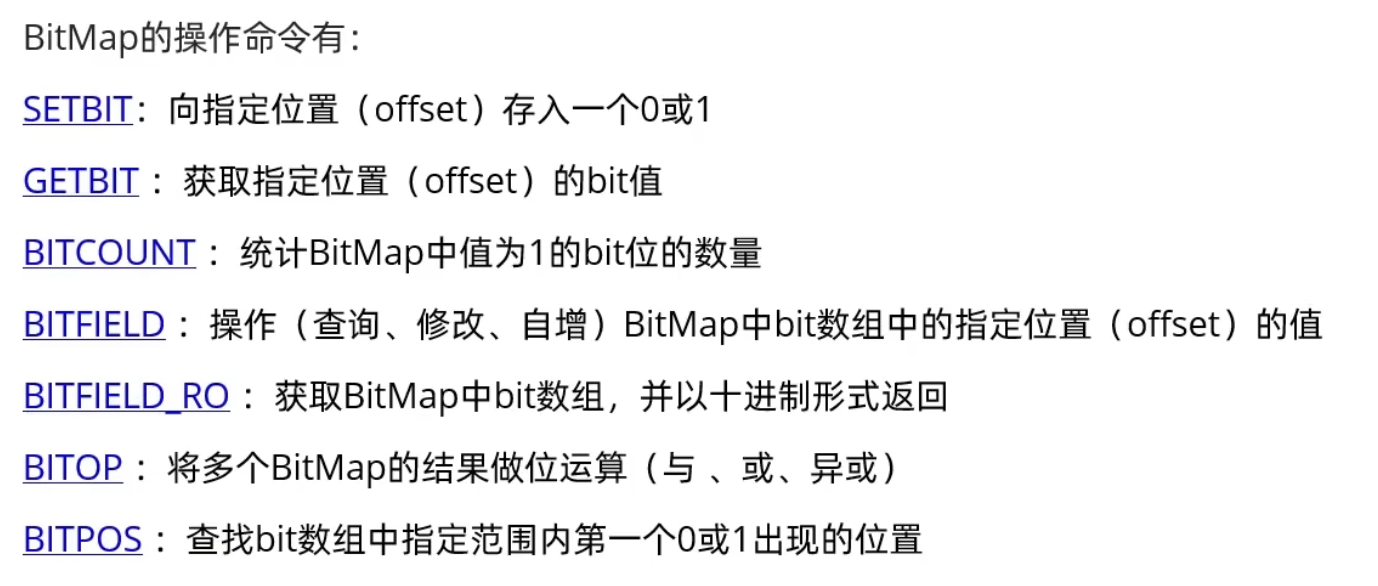 BitMap的操作命令有：
SETBIT：向指定位置（offset）存入一个0或1
GETBIT ：获取指定位置（offset）的bit值
BITCOUNT ：统计BitMap中值为1的bit位的数量
BITFIELD ：操作（查询、修改、自增）BitMap中bit数组中的指定位置（offset）的值
BITFIELD_RO ：获取BitMap中bit数组，并以十进制形式返回
BITOP ：将多个BitMap的结果做位运算（与 、或、异或）
BITPOS ：查找bit数组中指定范围内第一个0或1出现的位置